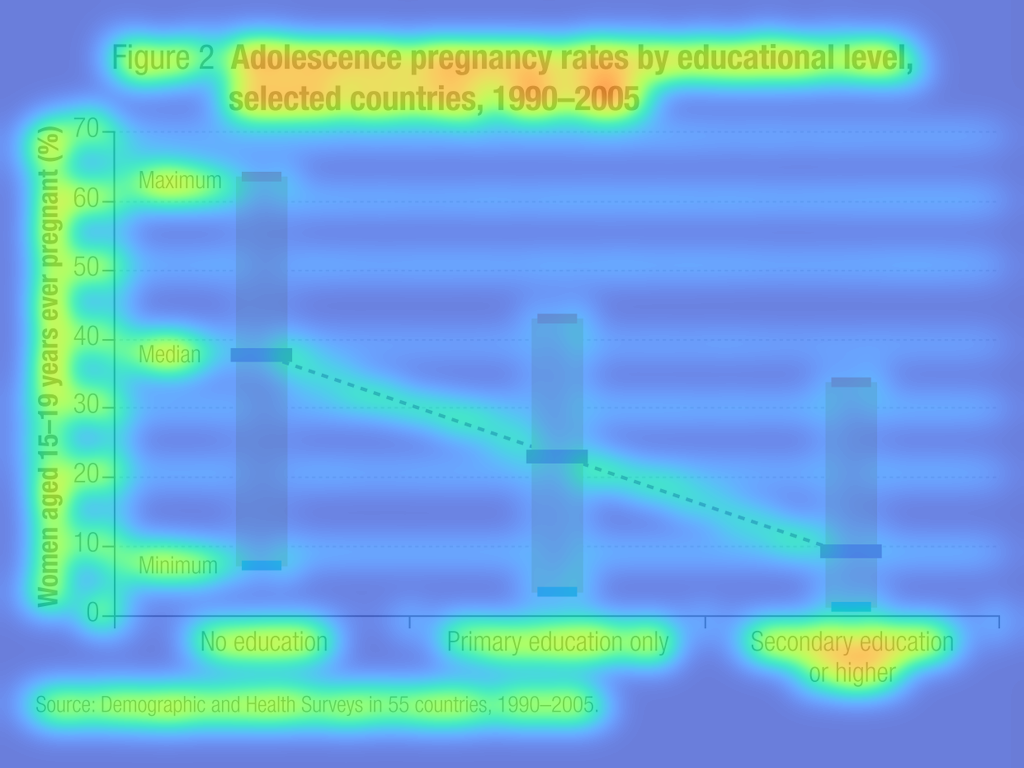 Figure 2 Adolescence pregnancy rates by educational level,
selected countries, 1990–2005
Women aged 15–19 years ever pregnant (%)
70
60
50
40
30
20
10
0
Maximum
Median
Minimum
No education
Primary education only
Secondary education
or higher
Source: Demographic and Health Surveys in 55 countries, 1990–2005.